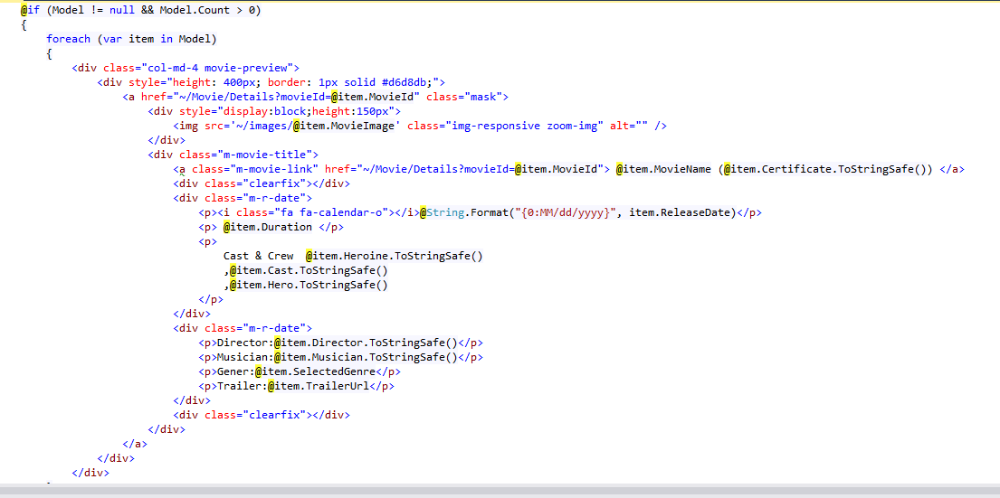 @if (Model != null && Model.Count > 0)
{
foreach (var item in Model)
{
<div class="col-md-4 movie-preview">
<div style="height: 400px; border: 1px solid #d6d8db;">
<a href="~/Movie/Details?movieId=@item.MovieId" class="mask">
<div style="display:block;height:150px">
<img src='~/images/@item.MovieImage' class="img-responsive zoom-img" alt="" />
</div>
<div class="m-movie-title">
<a class="m-movie-link" href="~/Movie/Details?movieId=@item.MovieId"> @item.MovieName (@item.Certificate.ToStringSafe()) </a>
<div class="clearfix"></div>
<div class="m-r-date">
<p><i class="fa fa-calendar-o"></i>@String.Format("{0:MM/dd/yyyy}", item.ReleaseDate)</p>
<p> @item.Duration </p>
<p>
Cast & Crew  @item.Heroine.ToStringSafe()
,@item.Cast.ToStringSafe()
,@item.Hero.ToStringSafe()
</p>
</div>
<div class="m-r-date">
<p>Director:@item.Director.ToStringSafe()</p>
<p>Musician:@item.Musician.ToStringSafe()</p>
<p>Gener:@item.SelectedGenre</p>
<p>Trailer:@item.TrailerUrl</p>
</div>
<div class="clearfix"></div>
</div>
</a>
</div>
</div>